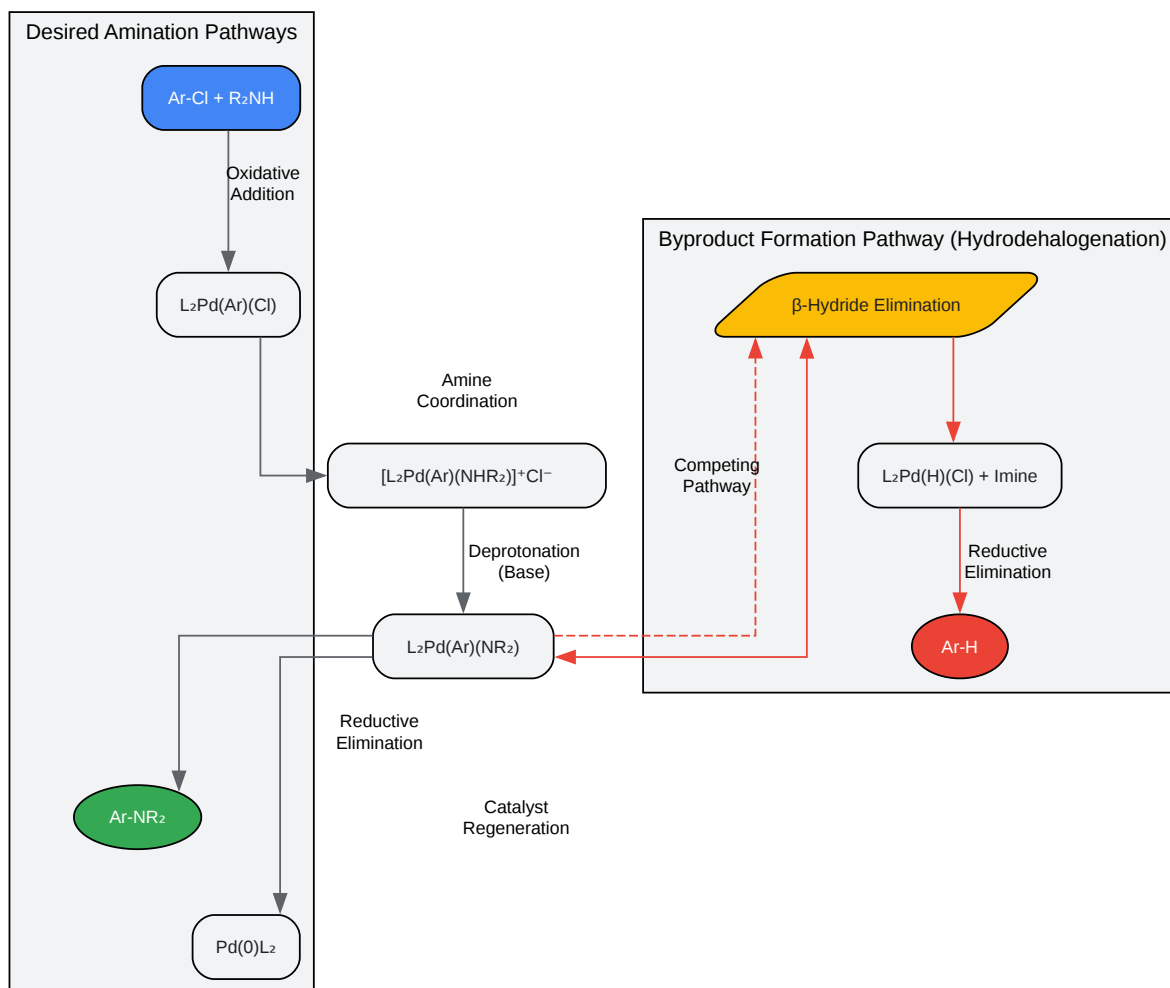 Desired Amination Pathways
Ar-Cl + R₂NH
Oxidative
Addition
L₂Pd(Ar)(Cl)
Amine
Coordination
[L₂Pd(Ar)(NHR₂)]⁺Cl⁻
Deprotonation
(Base)
L₂Pd(Ar)(NR₂)
Reductive
Elimination
Ar-NR₂
Catalyst
Regeneration
Pd(0)L₂
Byproduct Formation Pathway (Hydrodehalogenation)
β-Hydride Elimination
Competing
Pathway
L₂Pd(H)(Cl) + Imine
Reductive
Elimination
Ar-H